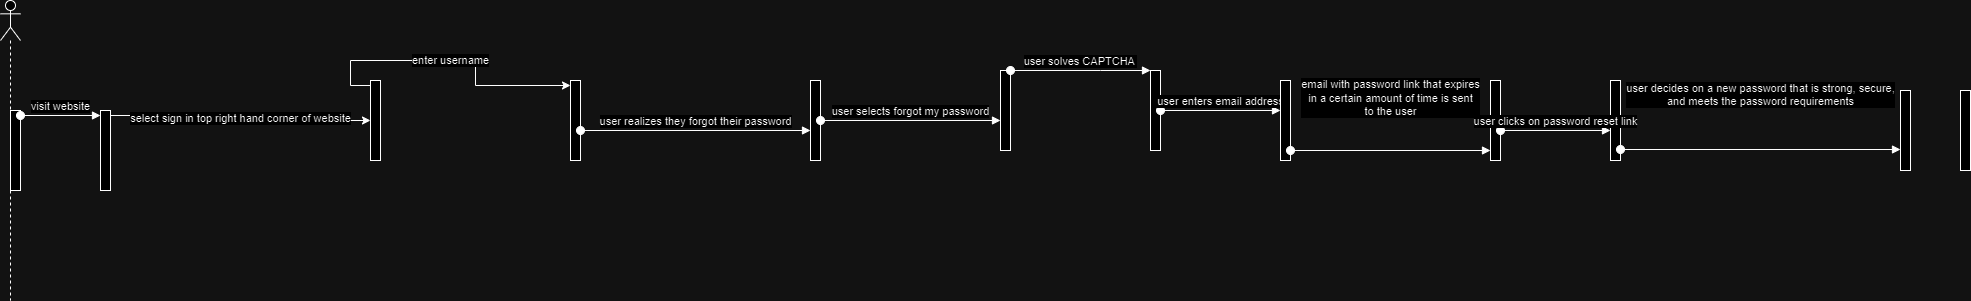 visit website
select sign in top right hand corner of website
enter username
user realizes they forgot their password
user selects forgot my password
user solves CAPTCHA
user enters email address
email with password link that expires
in a certain amount of time is sent
to the user
user clicks on password reset link
user decides on a new password that is strong, secure,
and meets the password requirements